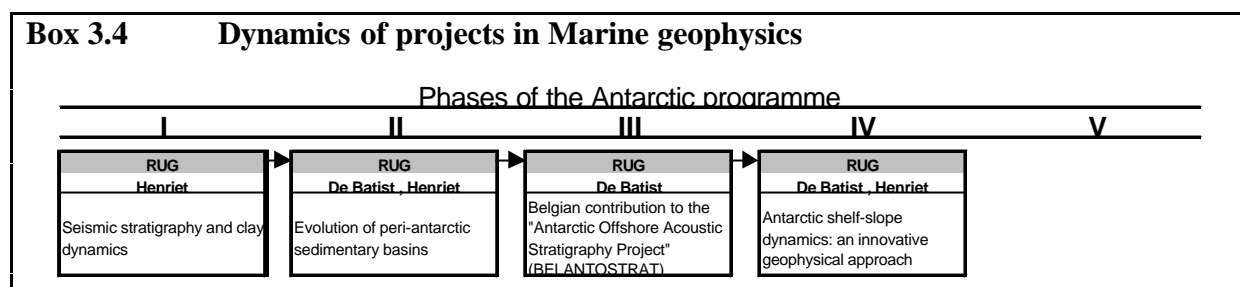 Box 3.4 Dynamics of projects in Marine geophysics
Phases of the Antarctic programme
I II III IV V
RUG RUG RUG RUG
Henriet De Batist , Henriet De Batist De Batist , Henriet
Seismic stratigraphy and clay
dynamics
Evolution of peri-antarctic
sedimentary basins
Belgian contribution to the
"Antarctic Offshore Acoustic
Stratigraphy Project"
(BELANTOSTRAT)
Antarctic shelf-slope
dynamics: an innovative
geophysical approach